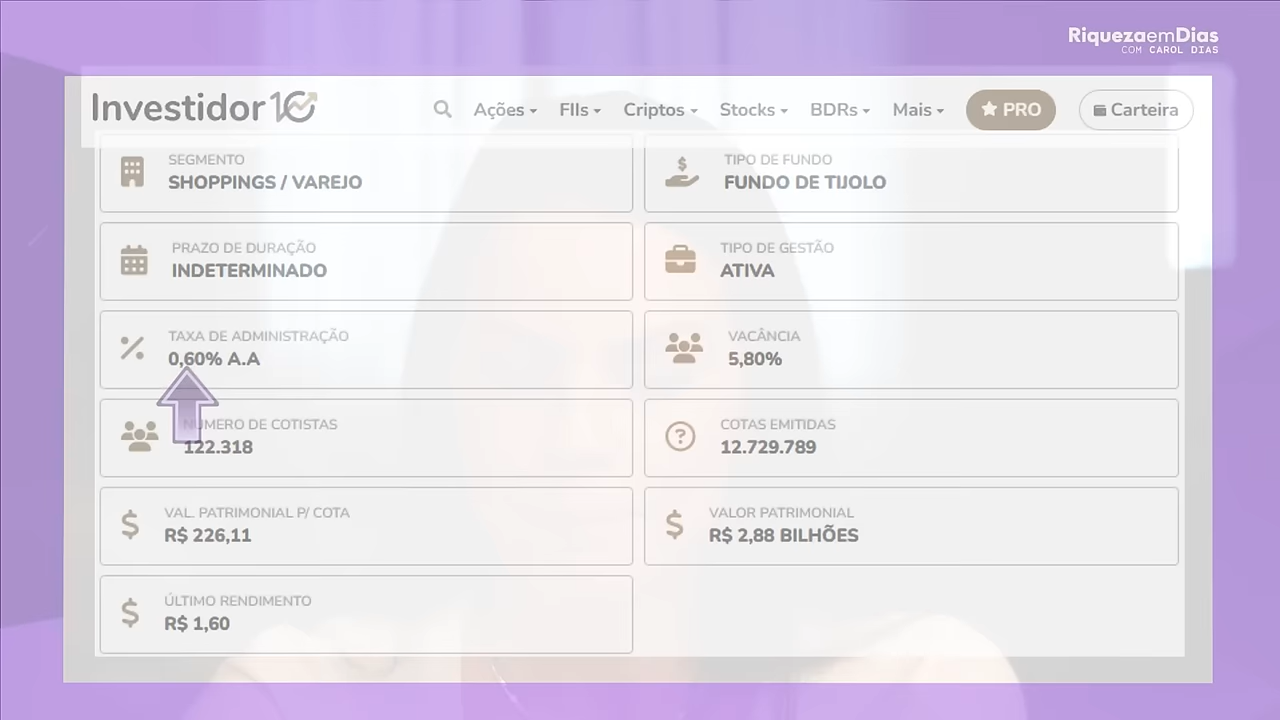 RiquezaemDias
COM CAROL DIAS
Investidor10
Ações
FIIs
Criptos
Stocks
BDRs
Mais
PRO
Carteira
SEGMENTO
SHOPPINGS / VAREJO
TIPO DE FUNDO
FUNDO DE TIJOLO
PRAZO DE DURAÇÃO
INDETERMINADO
TIPO DE GESTÃO
ATIVA
TAXA DE ADMINISTRAÇÃO
0,60% A.A
VACÂNCIA
5,80%
NUMERO DE COTISTAS
122.318
COTAS EMITIDAS
12.729.789
VAL. PATRIMONIAL P/ COTA
R$ 226,11
VALOR PATRIMONIAL
R$ 2,88 BILHÕES
ÚLTIMO RENDIMENTO
R$ 1,60